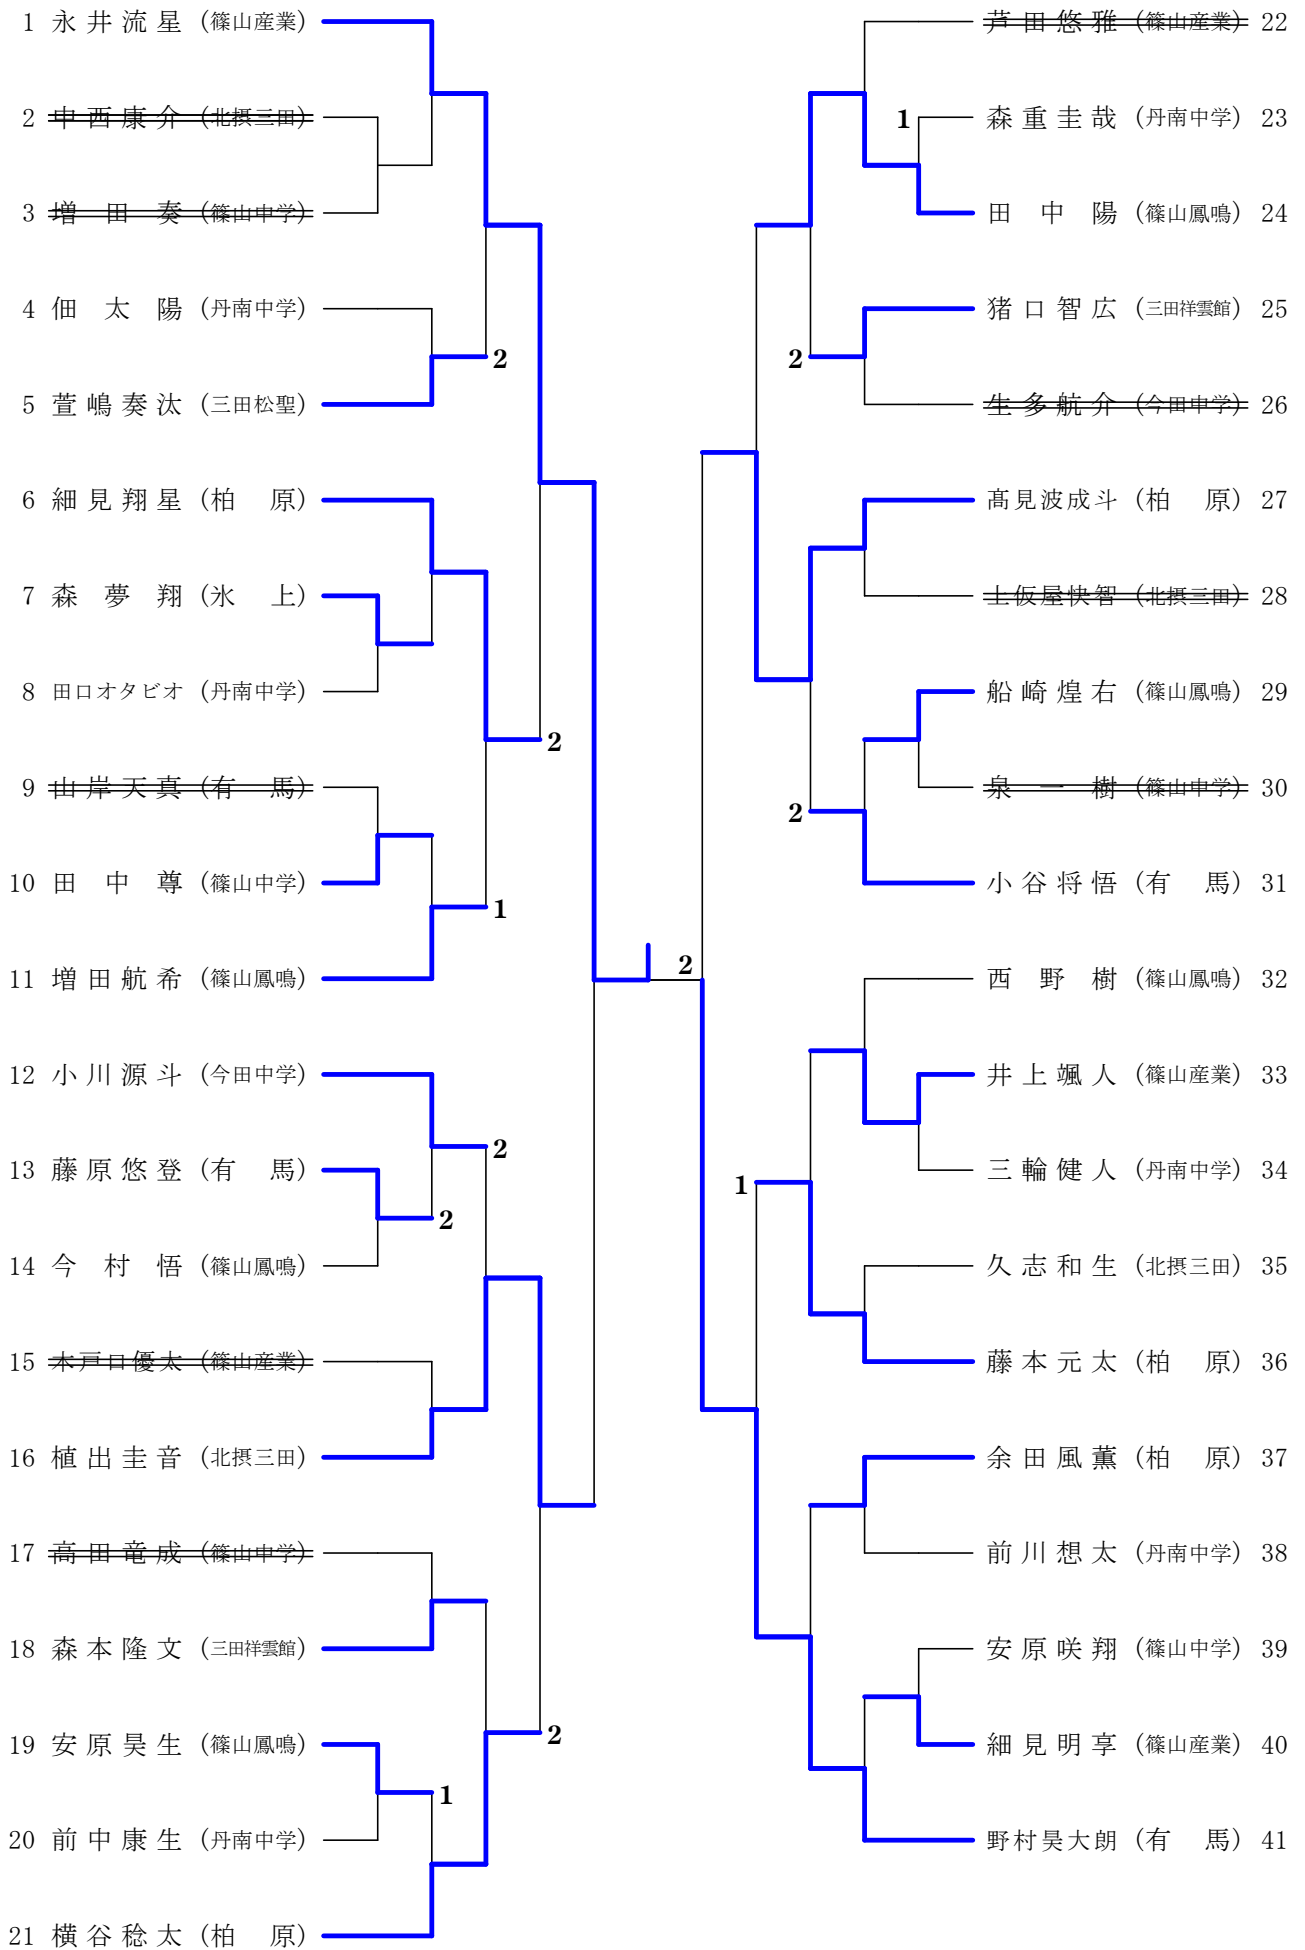 1 永井流星 (篠山産業)
2 中西康介 (北摂三田)
3 増田奏 (篠山中学)
4 佃太陽 (丹南中学)
2
5 萱嶋奏汰 (三田松聖)
6 細見翔星 (柏原)
7 森夢翔 (氷上)
8 田口オタビオ (丹南中学)
2
9 山岸天真 (有馬)
10 田中尊 (篠山中学)
1
11 増田航希 (篠山鳳鳴)
12 小川源斗 (今田中学)
2
13 藤原悠登 (有馬)
2
14 今村悟 (篠山鳳鳴)
15 木戸口優太 (篠山産業)
16 植出圭音 (北摂三田)
17 高田竜成 (篠山中学)
18 森本隆文 (三田祥雲館)
2
19 安原昊生 (篠山鳳鳴)
1
20 前中康生 (丹南中学)
21 横谷稔太 (柏原)
2
芦田悠雅 (篠山産業) 22
1
森重圭哉 (丹南中学) 23
田中陽 (篠山鳳鳴) 24
猪口智広 (三田祥雲館) 25
2
生多航介 (今田中学) 26
髙見波成斗 (柏原) 27
土仮屋快智 (北摂三田) 28
船崎煌右 (篠山鳳鳴) 29
泉一樹 (篠山中学) 30
2
小谷将悟 (有馬) 31
西野樹 (篠山鳳鳴) 32
井上颯人 (篠山産業) 33
三輪健人 (丹南中学) 34
1
久志和生 (北摂三田) 35
藤本元太 (柏原) 36
余田風薫 (柏原) 37
前川想太 (丹南中学) 38
安原咲翔 (篠山中学) 39
細見明享 (篠山産業) 40
野村昊大朗 (有馬) 41